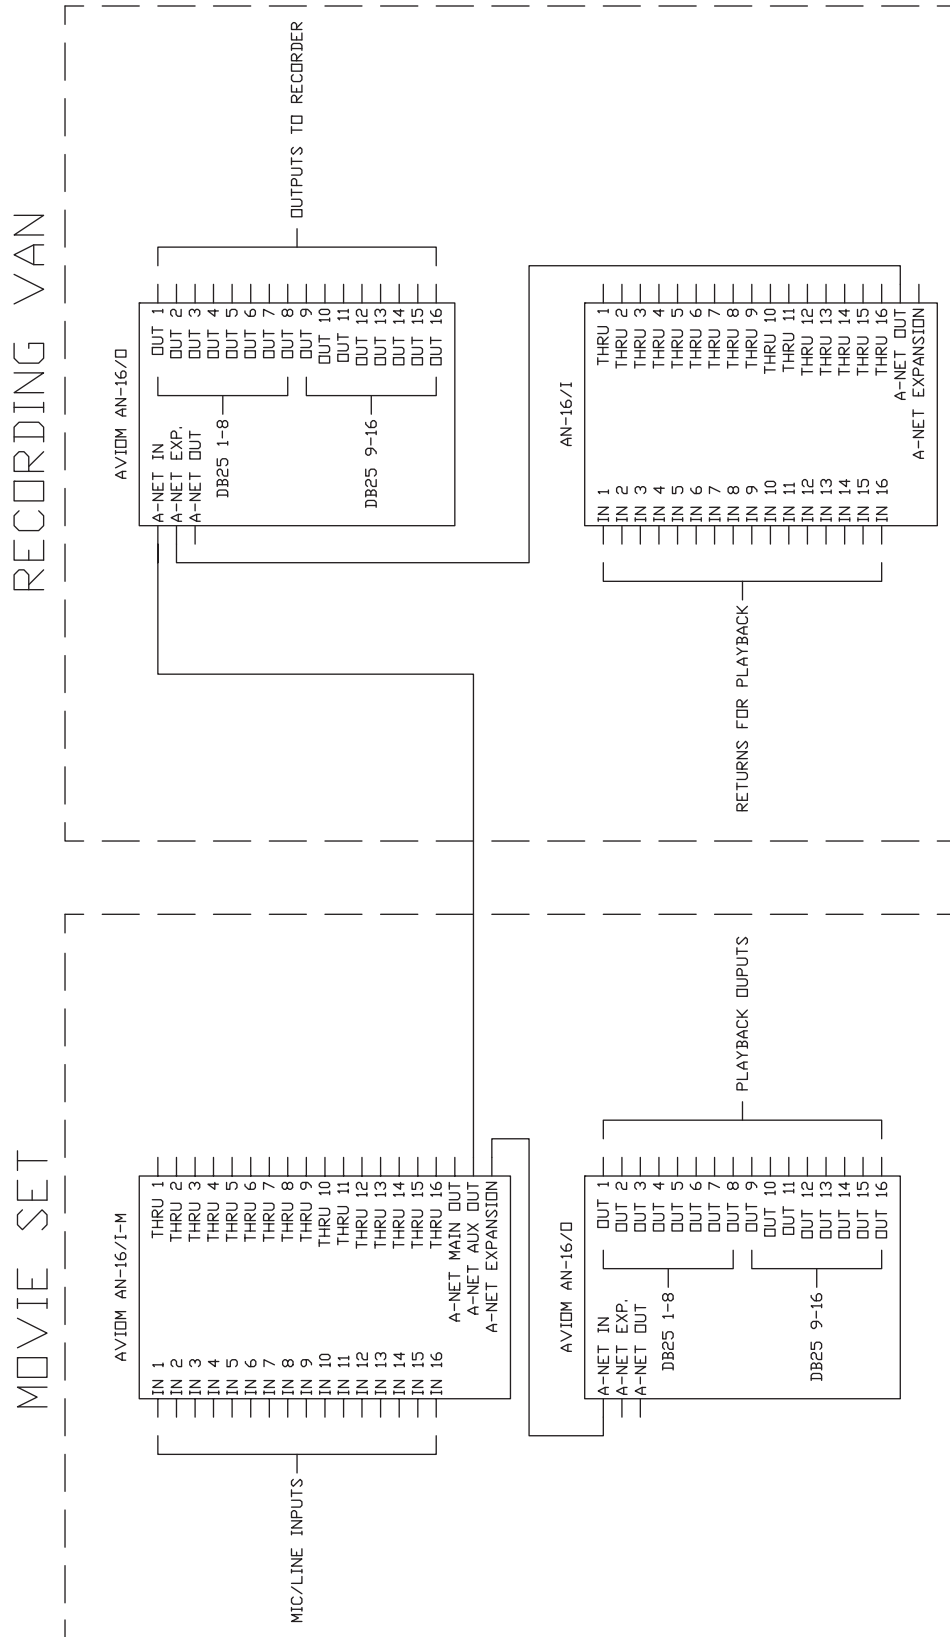 MOVIE SET
AVIOM AN-16/I-M
MIC/LINE INPUTS
IN 1
IN 2
IN 3
IN 4
IN 5
IN 6
IN 7
IN 8
IN 9
IN 10
IN 11
IN 12
IN 13
IN 14
IN 15
IN 16
THRU 1
THRU 2
THRU 3
THRU 4
THRU 5
THRU 6
THRU 7
THRU 8
THRU 9
THRU 10
THRU 11
THRU 12
THRU 13
THRU 14
THRU 15
THRU 16
A-NET MAIN OUT
A-NET AUX OUT
A-NET EXPANSION
AVIOM AN-16/O
A-NET IN
A-NET EXP.
A-NET OUT
DB25 1-8
DB25 9-16
OUT 1
OUT 2
OUT 3
OUT 4
OUT 5
OUT 6
OUT 7
OUT 8
OUT 9
OUT 10
OUT 11
OUT 12
OUT 13
OUT 14
OUT 15
OUT 16
PLAYBACK OUPUTS
RECORDING VAN
AVIOM AN-16/O
A-NET IN
A-NET EXP.
A-NET OUT
DB25 1-8
DB25 9-16
OUT 1
OUT 2
OUT 3
OUT 4
OUT 5
OUT 6
OUT 7
OUT 8
OUT 9
OUT 10
OUT 11
OUT 12
OUT 13
OUT 14
OUT 15
OUT 16
OUTPUTS TO RECORDER
AN-16/I
RETURNS FOR PLAYBACK
IN 1
IN 2
IN 3
IN 4
IN 5
IN 6
IN 7
IN 8
IN 9
IN 10
IN 11
IN 12
IN 13
IN 14
IN 15
IN 16
THRU 1
THRU 2
THRU 3
THRU 4
THRU 5
THRU 6
THRU 7
THRU 8
THRU 9
THRU 10
THRU 11
THRU 12
THRU 13
THRU 14
THRU 15
THRU 16
A-NET OUT
A-NET EXPANSION